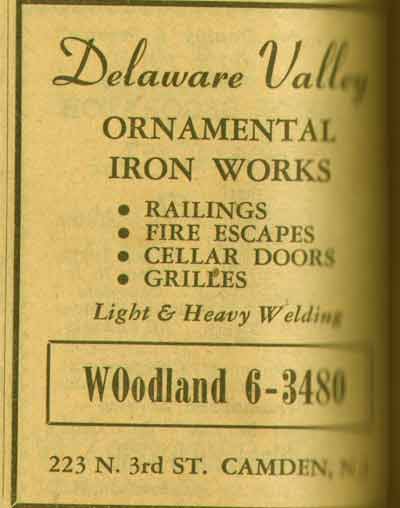 Delaware Valley
ORNAMENTAL
IRON WORKS
• RAILINGS
• FIRE ESCAPES
• CELLAR DOORS
• GRILLES
Light & Heavy Welding
WOodland 6-3480
223 N. 3rd ST. CAMDEN,